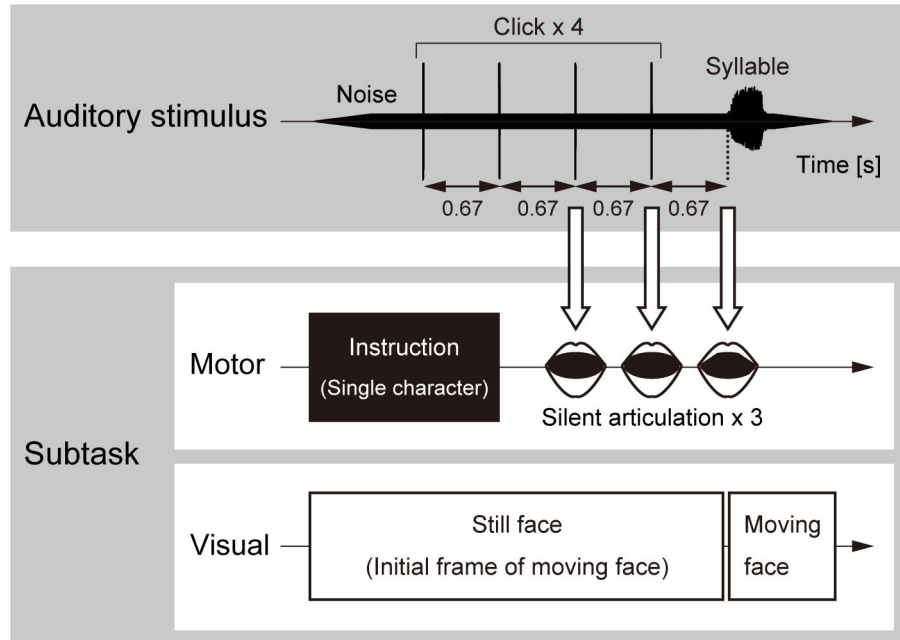 Click x 4
Syllable
Noise
Auditory stimulus
Time [s]
0.67 0.67 0.67 0.67
Instruction
(Single character)
Motor
Silent articulation x 3
Subtask
Still face
(Initial frame of moving face)
Moving
face
Visual